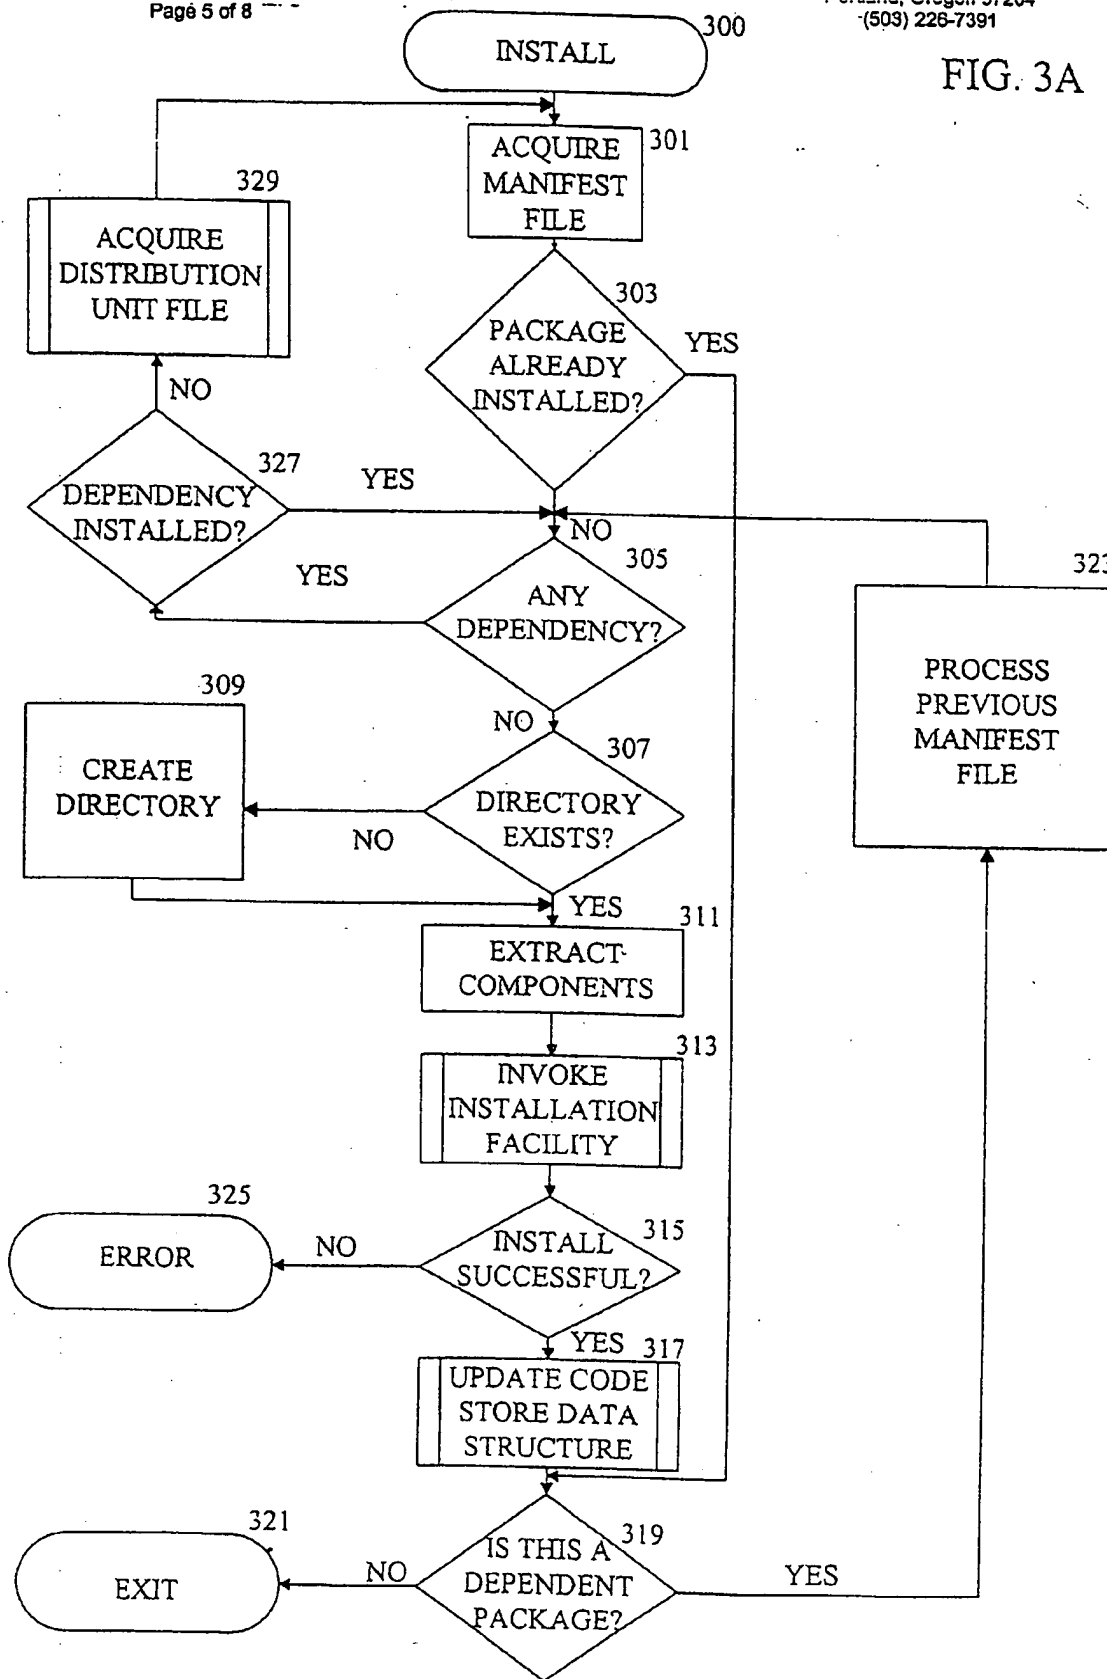 Page 5 of 8
Portland, Oregon 97204
(503) 226-7391
FIG. 3A
300
INSTALL
301
ACQUIRE
MANIFEST
FILE
329
ACQUIRE
DISTRIBUTION
UNIT FILE
303
PACKAGE
ALREADY
INSTALLED?
YES
NO
327
DEPENDENCY
INSTALLED?
YES
NO
305
ANY
DEPENDENCY?
YES
323
PROCESS
PREVIOUS
MANIFEST
FILE
309
CREATE
DIRECTORY
NO
307
DIRECTORY
EXISTS?
NO
YES
311
EXTRACT
COMPONENTS
313
INVOKE
INSTALLATION
FACILITY
325
ERROR
NO
315
INSTALL
SUCCESSFUL?
YES
317
UPDATE CODE
STORE DATA
STRUCTURE
321
EXIT
NO
319
IS THIS A
DEPENDENT
PACKAGE?
YES